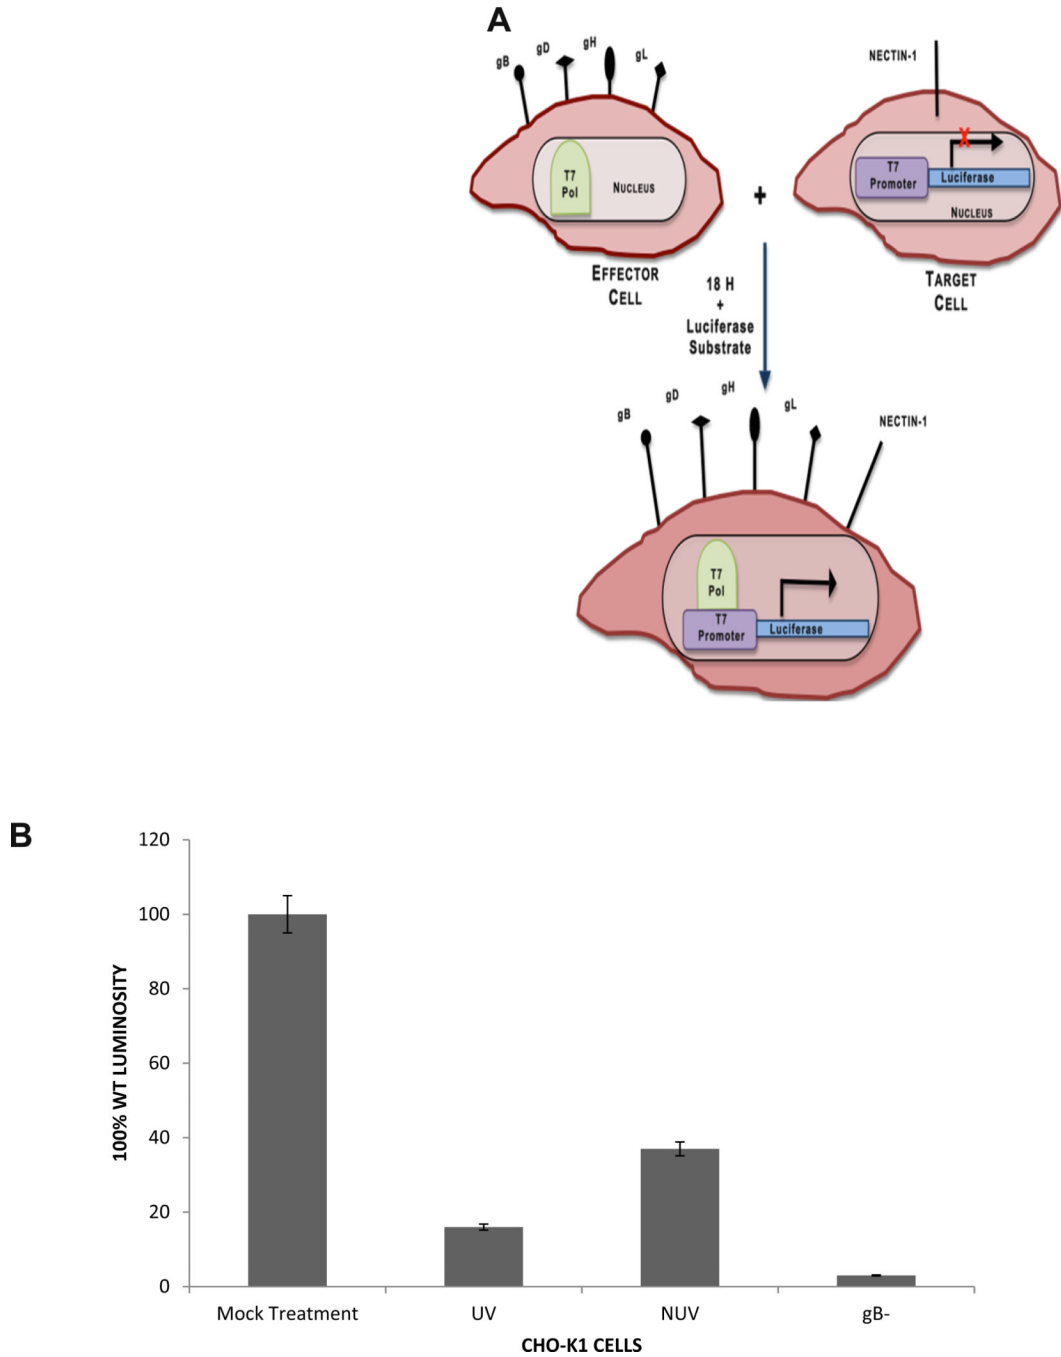 A
gB
gD
gH
gL
NECTIN-1
T7
Pol
NUCLEUS
T7
Promoter
Luciferase
X
NUCLEUS
+
EFFECTOR
CELL
TARGET
CELL
18 H
+
Luciferase
Substrate
gB
gD
gH
gL
NECTIN-1
T7
Pol
T7
Promoter
Luciferase
B
120
100
80
60
40
20
0
100% WT LUMINOSITY
Mock Treatment
UV
NUV
gB-
CHO-K1 CELLS